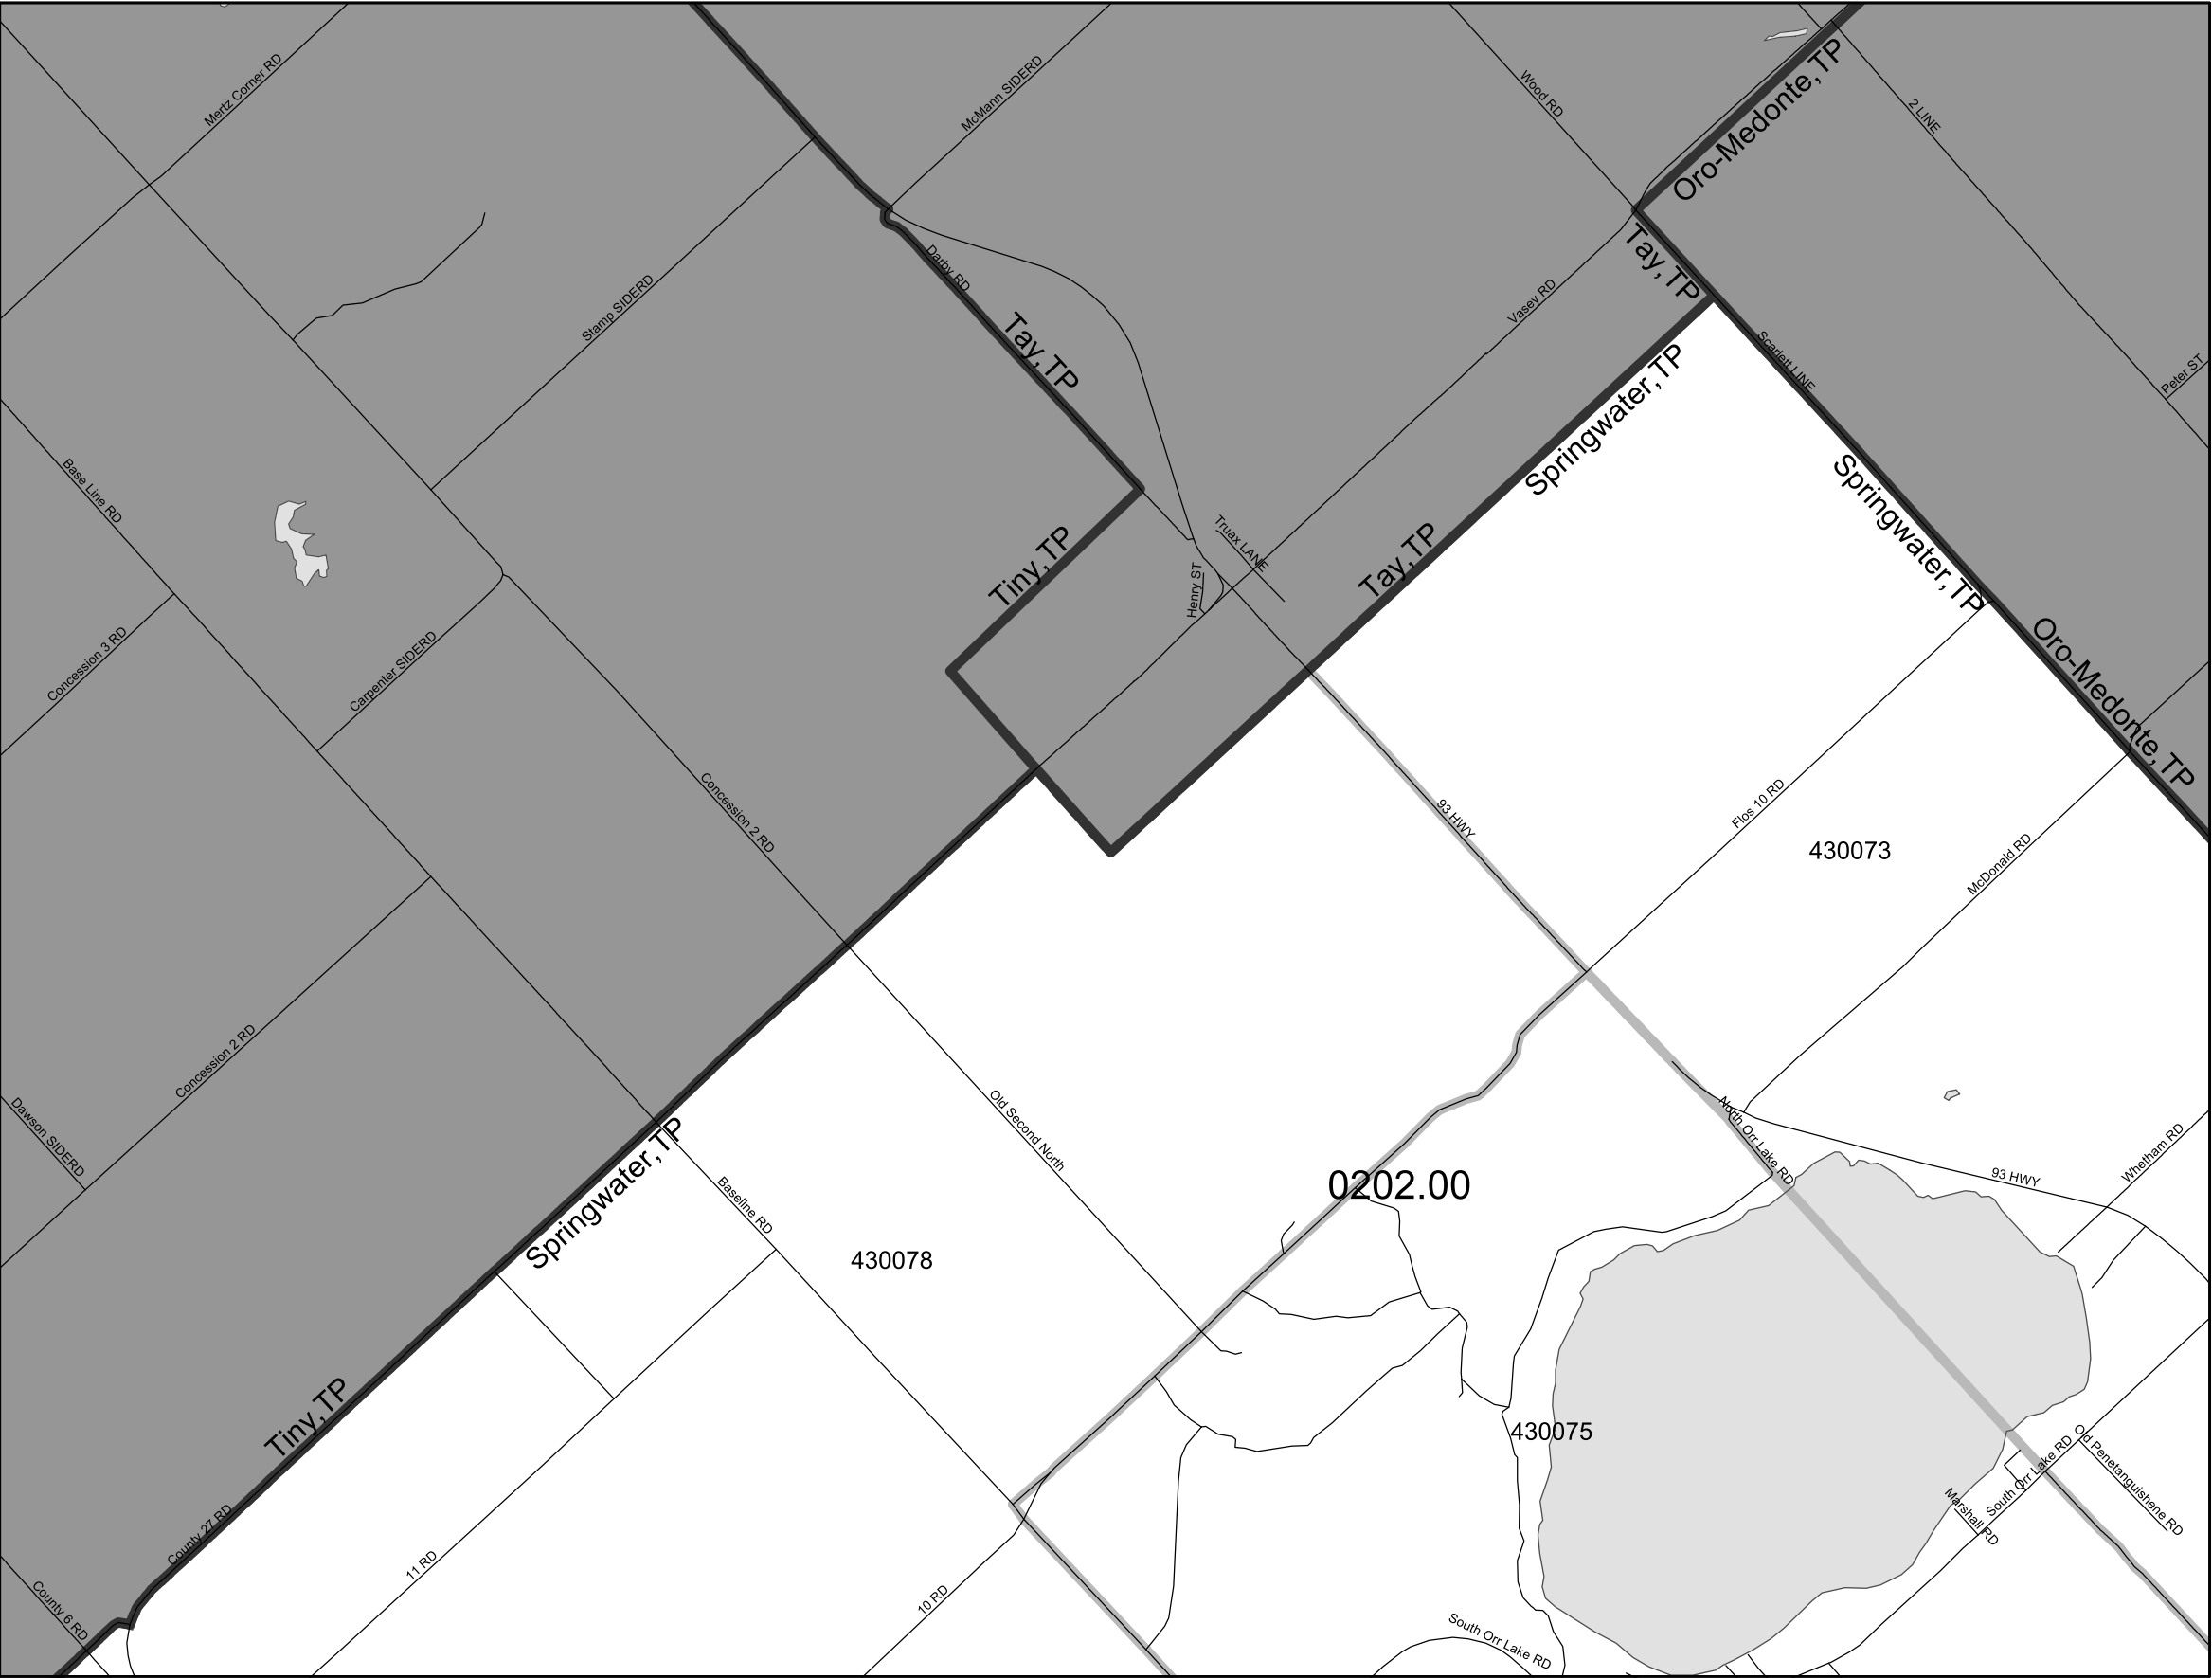 Mertz Corner RD
McMann SIDERD
Wood RD
2 LINE
Oro-Medonte,TP
Tay,TP
Darby RD
Stamp SIDERD
Vasey RD
Tay,TP
Scarlett LINE
Peter ST
Springwater,TP
Base Line RD
Springwater,TP
Truax LANE
Tiny,TP
Tay,TP
Henry ST
Concession 3 RD
Carpenter SIDERD
Oro-Medonte,TP
Concession 2 RD
93 HWY
Flos 10 RD
430073
McDonald RD
Concession 2 RD
Dawson SIDERD
Old Second North
North Orr Lake RD
Whetham RD
93 HWY
0202.00
Springwater,TP
Baseline RD
430078
Tiny,TP
430075
Old Penetanguishene RD
South Orr Lake RD
Marshall RD
County 27 RD
11 RD
10 RD
County 6 RD
South Orr Lake RD